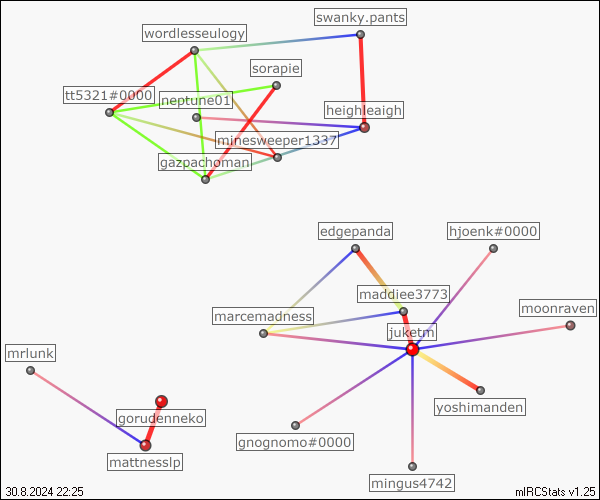 swanky.pants
wordlesseulogy
sorapie
tt5321#0000
neptune01
heighleaigh
minesweeper1337
gazpachoman
edgepanda
hjoenk#0000
maddiee3773
moonraven
marcemadness
juketm
mrlunk
yoshimanden
gorudenneko
gnognomo#0000
mattnesslp
mingus4742
30.8.2024 22:25
mIRCStats v1.25